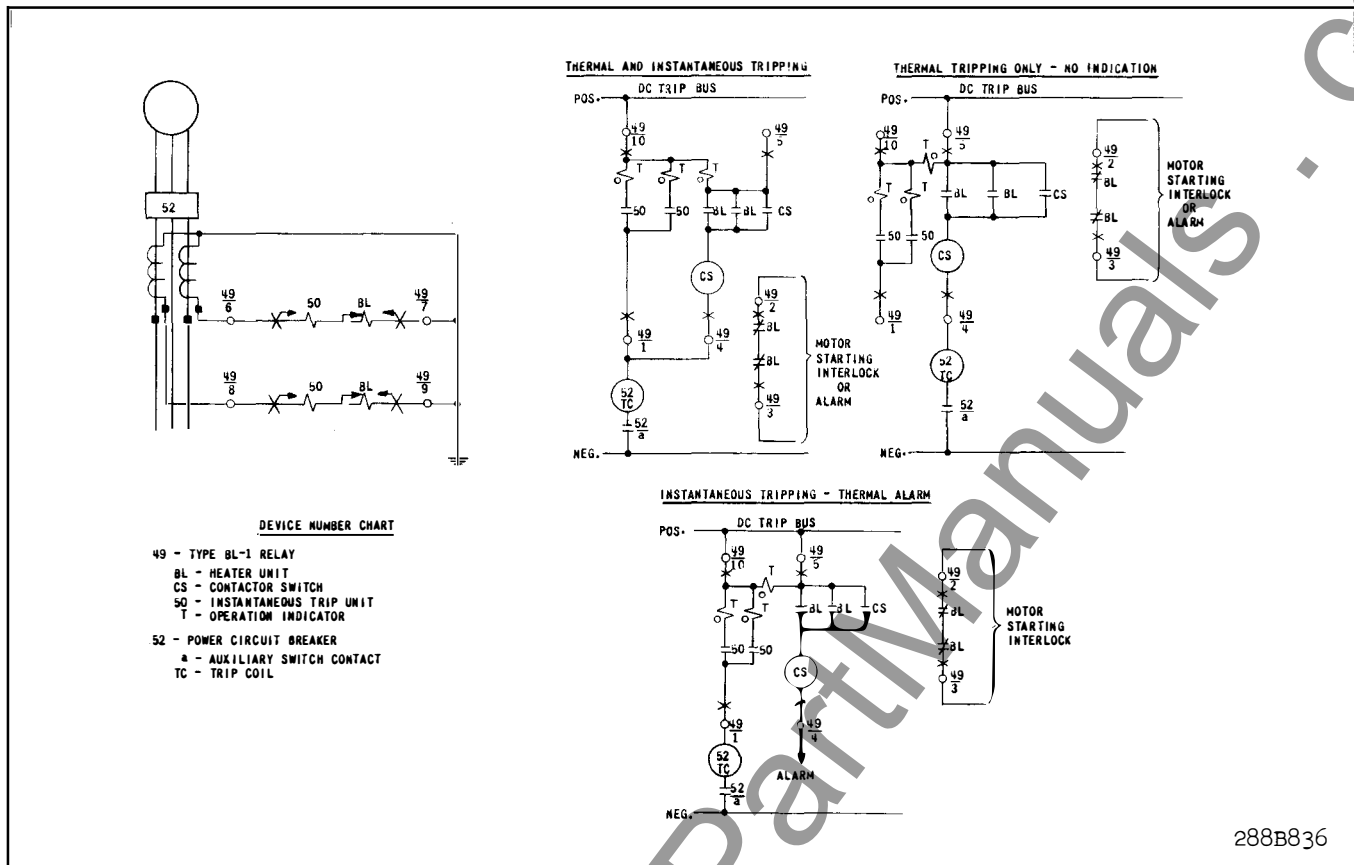 THERMAL AND INSTANTANEOUS TRIPPING
DC TRIP BUS
POS.
49
10
49
5
T
T
T
50
50
BL
BL
CS
CS
49
1
49
4
52
TC
52
a
NEG.
49
2
BL
BL
49
3
MOTOR
STARTING
INTERLOCK
OR
ALARM
THERMAL TRIPPING ONLY - NO INDICATION
DC TRIP BUS
POS.
49
10
49
5
T
T
T
50
50
BL
BL
CS
CS
49
1
49
4
52
TC
52
a
NEG.
49
2
BL
BL
49
3
MOTOR
STARTING
INTERLOCK
OR
ALARM
52
49
6
50
BL
49
7
49
8
50
BL
49
9
DEVICE NUMBER CHART
49 - TYPE BL-1 RELAY
BL - HEATER UNIT
CS - CONTACTOR SWITCH
50 - INSTANTANEOUS TRIP UNIT
T - OPERATION INDICATOR
52 - POWER CIRCUIT BREAKER
a - AUXILIARY SWITCH CONTACT
TC - TRIP COIL
INSTANTANEOUS TRIPPING - THERMAL ALARM
DC TRIP BUS
POS.
49
10
49
5
T
T
T
50
50
BL
BL
CS
CS
49
1
49
4
52
TC
52
a
ALARM
NEG.
49
2
BL
BL
49
3
MOTOR
STARTING
INTERLOCK
288B836
PartManuals . c